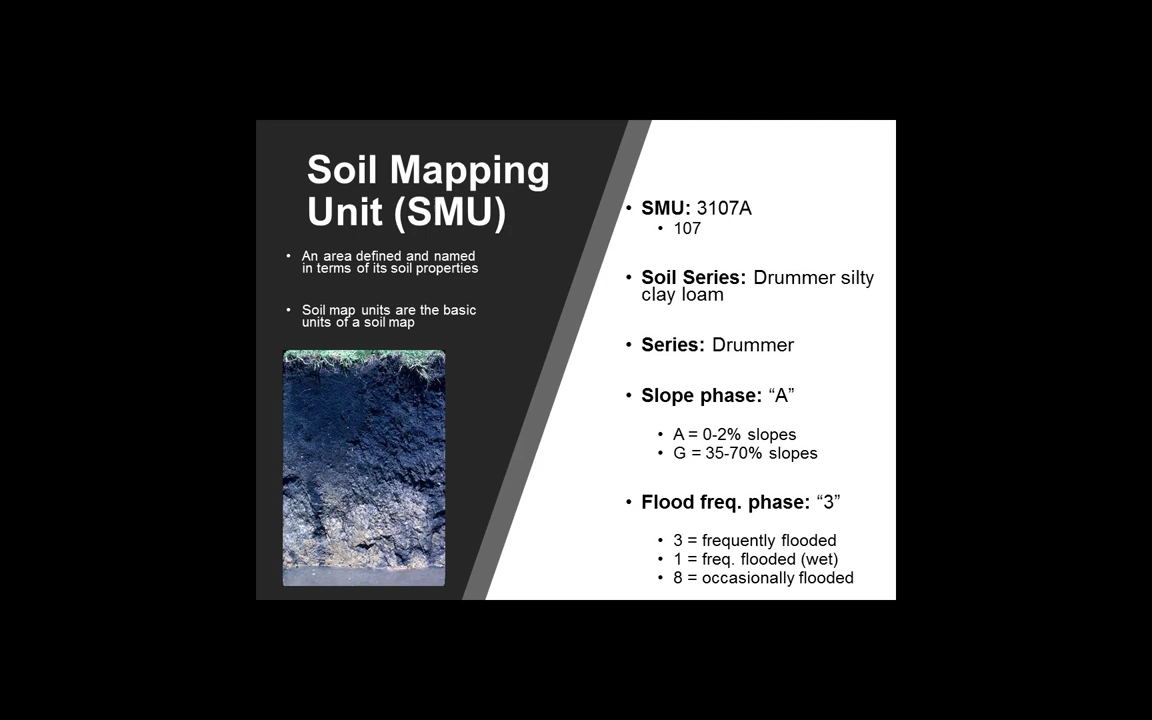 Soil Mapping
Unit (SMU)
• An area defined and named
in terms of its soil properties
• Soil map units are the basic
units of a soil map
• SMU: 3107A
• 107
• Soil Series: Drummer silty
clay loam
• Series: Drummer
• Slope phase: “A”
• A = 0-2% slopes
• G = 35-70% slopes
• Flood freq. phase: “3”
• 3 = frequently flooded
• 1 = freq. flooded (wet)
• 8 = occasionally flooded